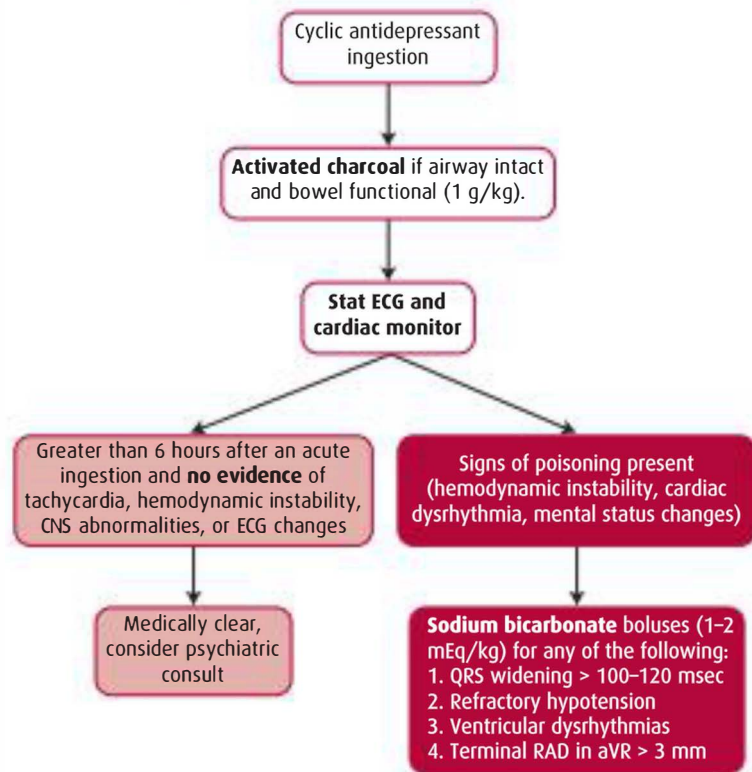 Cyclic antidepressant
ingestion
Activated charcoal if airway intact
and bowel functional (1 g/kg).
Stat ECG and
cardiac monitor
Greater than 6 hours after an acute
ingestion and no evidence of
tachycardia, hemodynamic instability,
CNS abnormalities, or ECG changes
Signs of poisoning present
(hemodynamic instability, cardiac
dysrhythmia, mental status changes)
Medically clear,
consider psychiatric
consult
Sodium bicarbonate boluses (1–2
mEq/kg) for any of the following:
1. QRS widening > 100–120 msec
2. Refractory hypotension
3. Ventricular dysrhythmias
4. Terminal RAD in aVR > 3 mm